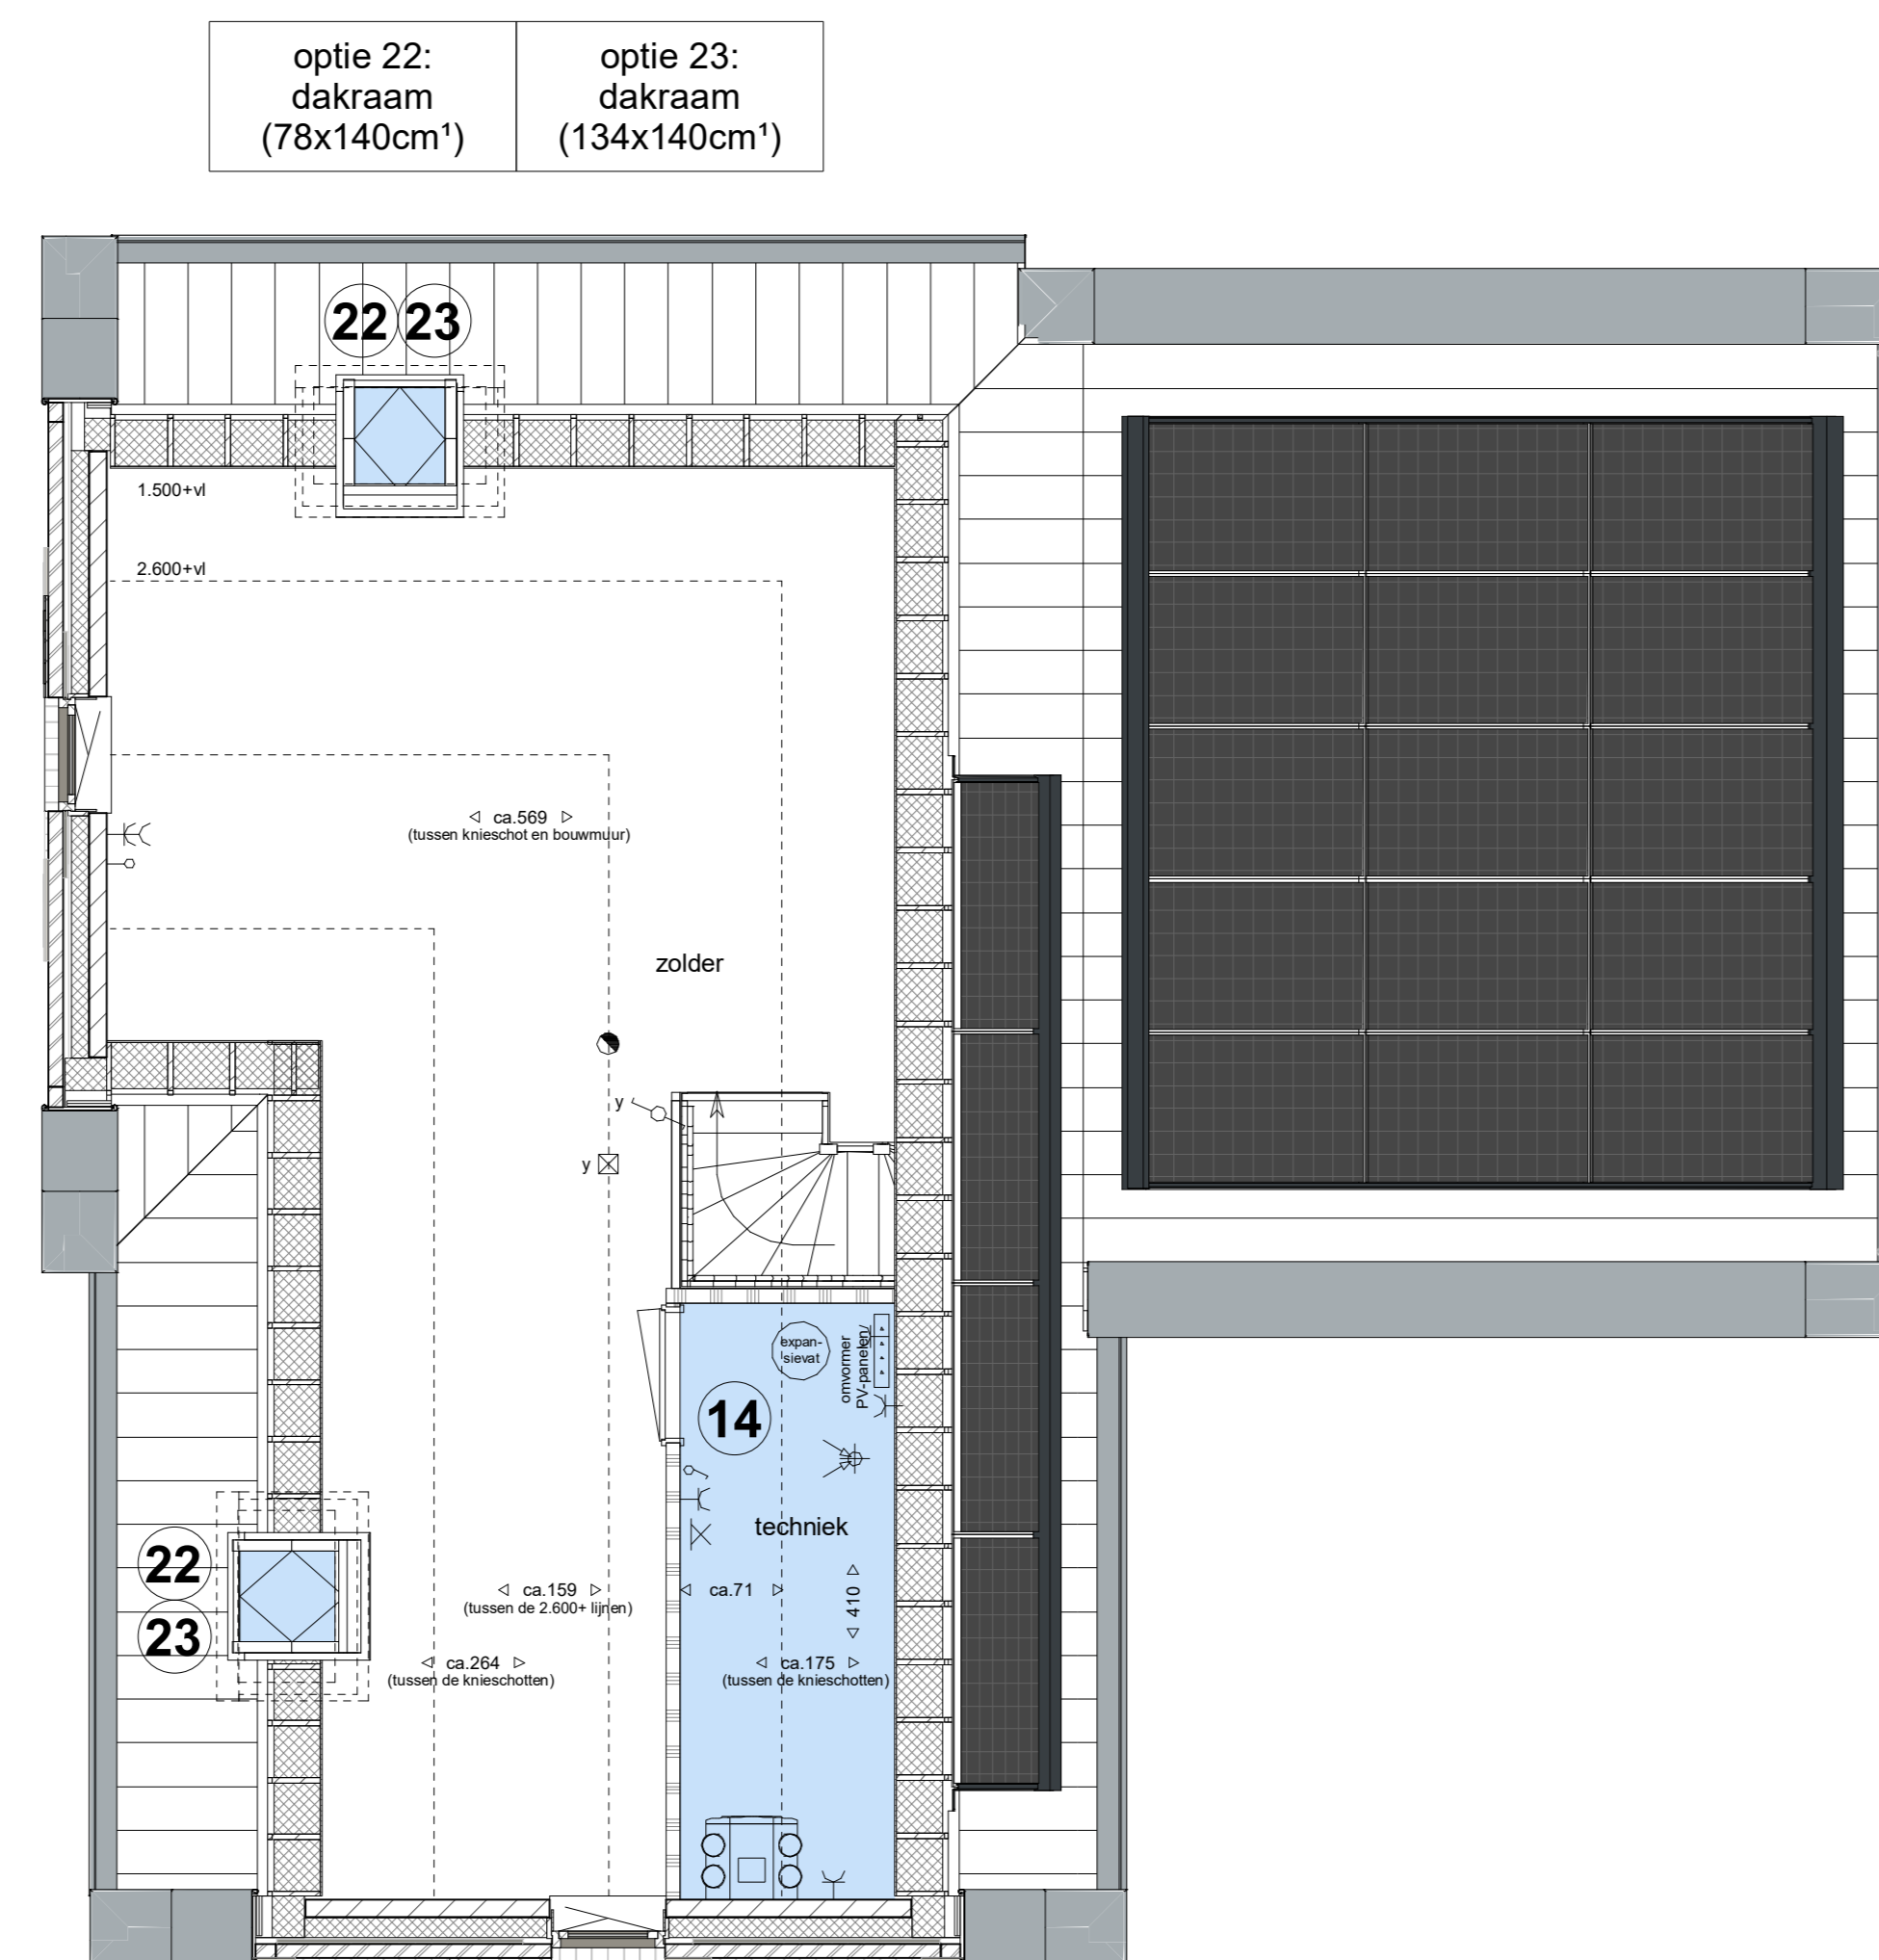 optie 22:
dakraam
(78x140cm¹)
optie 23:
dakraam
(134x140cm¹)
22 23
1.500+vl
2.600+vl
ca.569
(tussen knieschot en bouwmuur)
zolder
y
y
expan-
sievat
omvormer
PV-panelen/
14
techniek
22
23
ca.159
(tussen de 2.600+ lijnen)
ca.71
410
ca.264
(tussen de knieschotten)
ca.175
(tussen de knieschotten)